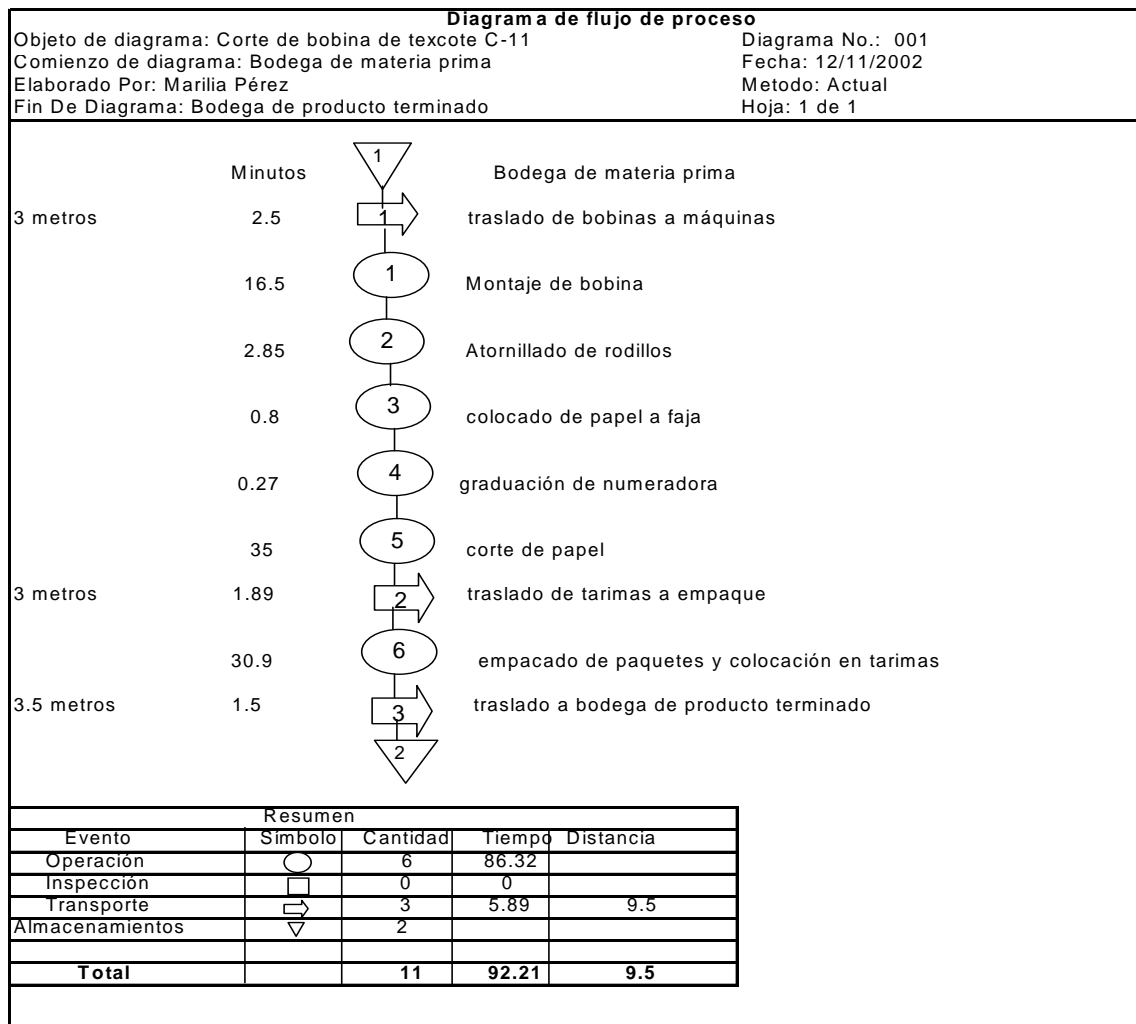 Diagrama de flujo de proceso
Objeto de diagrama: Corte de bobina de texcote C-11 Diagrama No.: 001
Comienzo de diagrama: Bodega de materia prima Fecha: 12/11/2002
Elaborado Por: Marilia Pérez Metodo: Actual
Fin De Diagrama: Bodega de producto terminado Hoja: 1 de 1
1
Minutos Bodega de materia prima
3 metros 2.5 1 traslado de bobinas a máquinas
16.5 1 Montaje de bobina
2.85 2 Atornillado de rodillos
0.8 3 colocado de papel a faja
0.27 4 graduación de numeradora
35 5 corte de papel
3 metros 1.89 2 traslado de tarimas a empaque
30.9 6 empacado de paquetes y colocación en tarimas
3.5 metros 1.5 3 traslado a bodega de producto terminado
2
Resumen
Evento Símbolo Cantidad Tiempo Distancia
Operación 6 86.32
Inspección 0 0
Transporte 3 5.89 9.5
Almacenamientos 2
Total 11 92.21 9.5